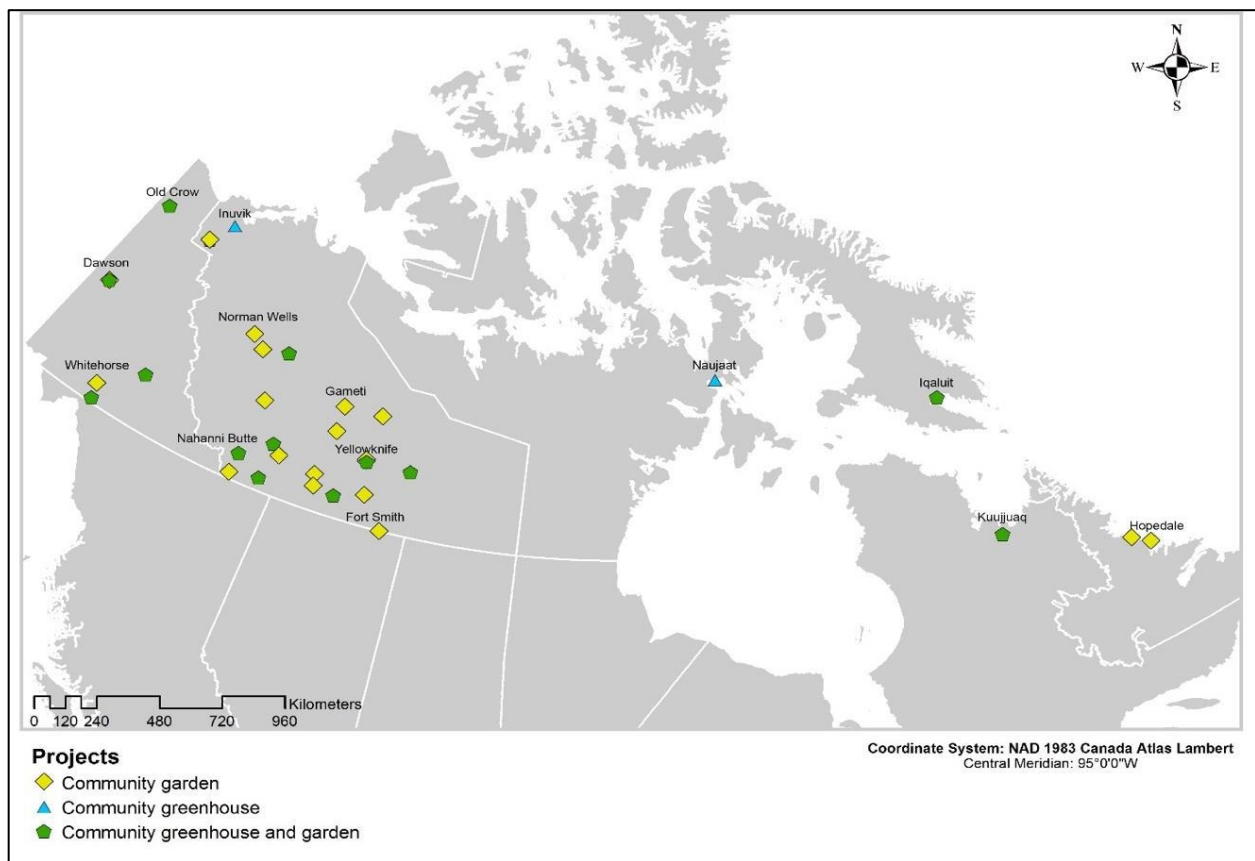 N
W E
S
Old Crow
Inuvik
Dawson
Norman Wells
Whitehorse
Naujaat
Iqaluit
Gameti
Nahanni Butte
Yellowknife
Fort Smith
Kuujjuaq
Hopedale
Kilometers
0 120 240 480 720 960
Projects
Community garden
Community greenhouse
Community greenhouse and garden
Coordinate System: NAD 1983 Canada Atlas Lambert
Central Meridian: 95°0'0"W